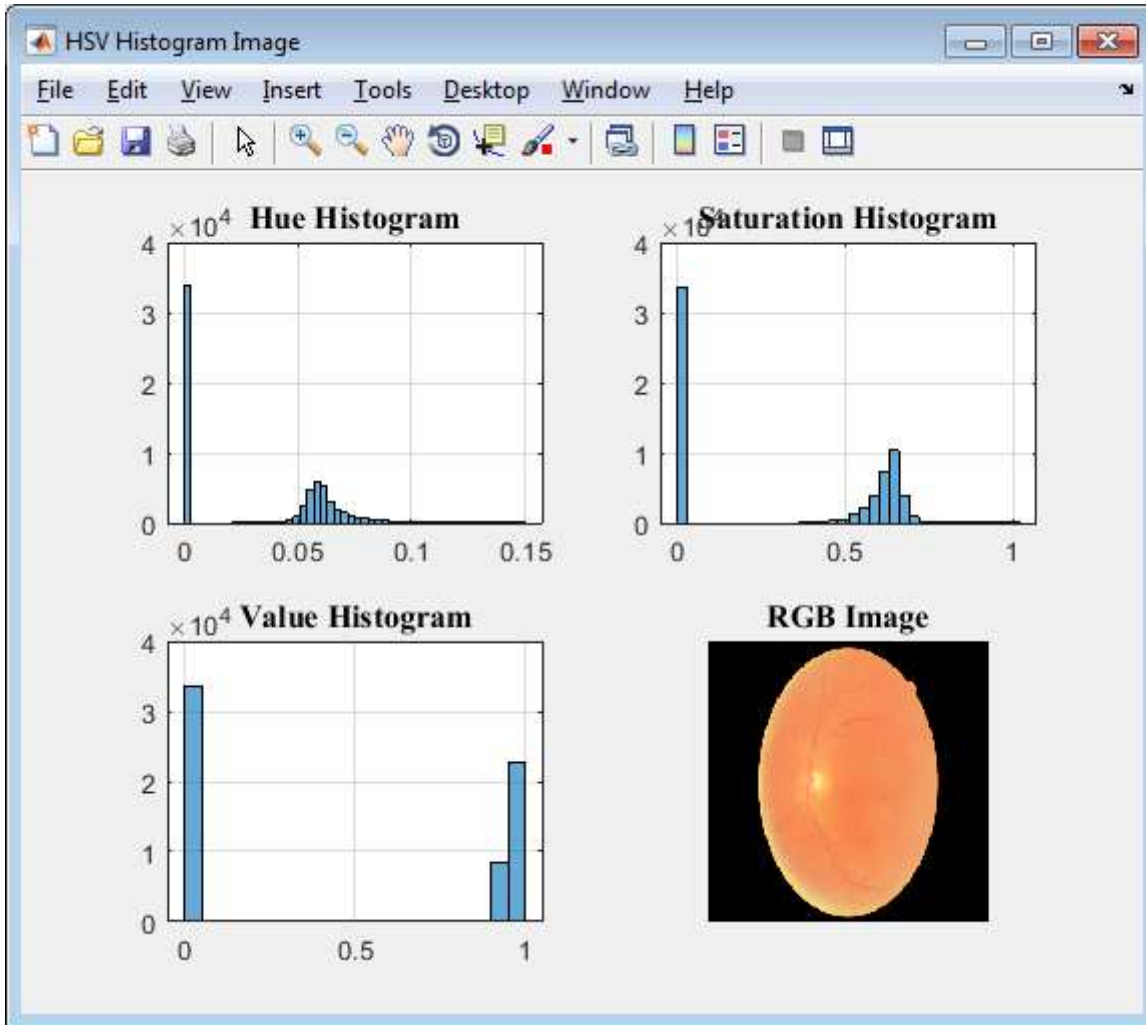 HSV Histogram Image
File Edit View Insert Tools Desktop Window Help
×10⁴ Hue Histogram
4
3
2
1
0
0 0.05 0.1 0.15
×10⁴ Saturation Histogram
4
3
2
1
0
0 0.5 1
×10⁴ Value Histogram
4
3
2
1
0
0 0.5 1
RGB Image